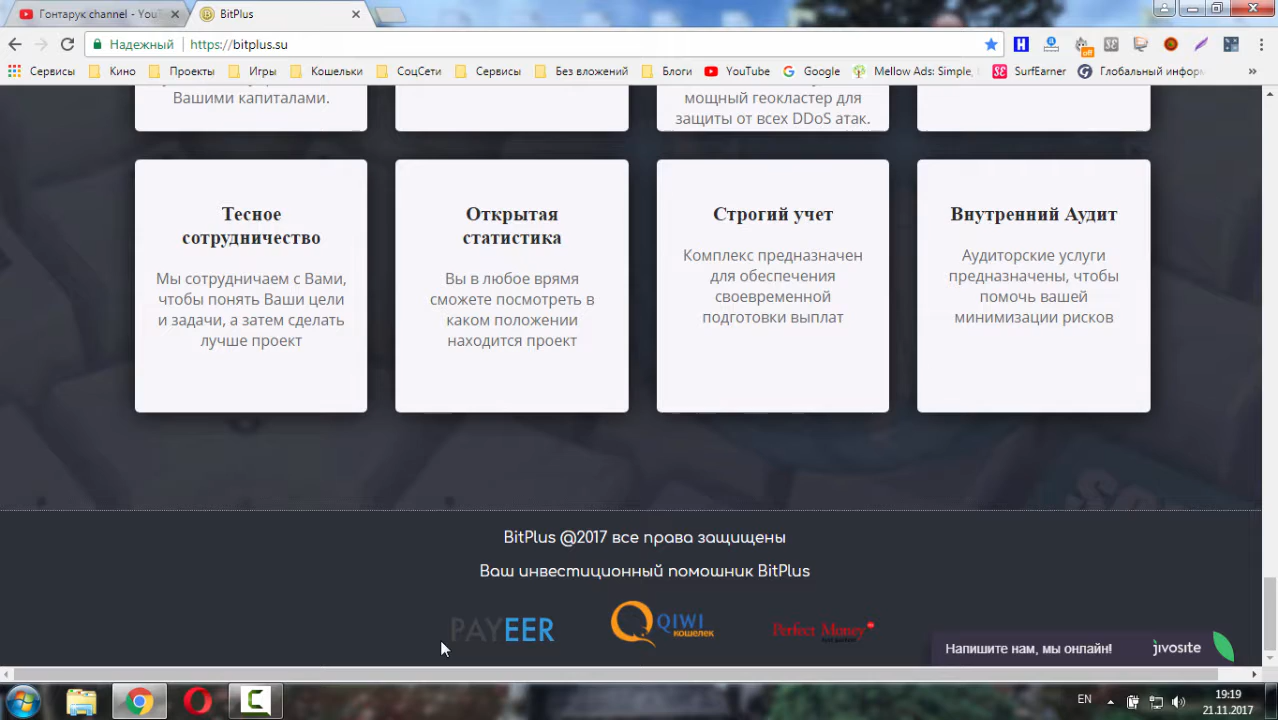 Гонтарук channel - YouTu
BitPlus
Надежный
https://bitplus.su
Сервисы
Кино
Проекты
Игры
Кошельки
СоцСети
Сервисы
Без вложений
Блоги
YouTube
Google
Mellow Ads: Simple,
SurfEarner
Глобальный инфор
»
Вашими капиталами.
мощный геокластер для
защиты от всех DDoS атак.
Тесное
сотрудничество
Мы сотрудничаем с Вами,
чтобы понять Ваши цели
и задачи, а затем сделать
лучше проект
Открытая
статистика
Вы в любое врямя
сможете посмотреть в
каком положении
находится проект
Строгий учет
Комплекс предназначен
для обеспечения
своевременной
подготовки выплат
Внутренний Аудит
Аудиторские услуги
предназначены, чтобы
помочь вашей
минимизации рисков
BitPlus @2017 все права защищены
Ваш инвестиционный помошник BitPlus
PAYEER
QIWI
кошелек
Perfect Money
Напишите нам, мы онлайн!
jivosite
EN
19:19
21.11.2017